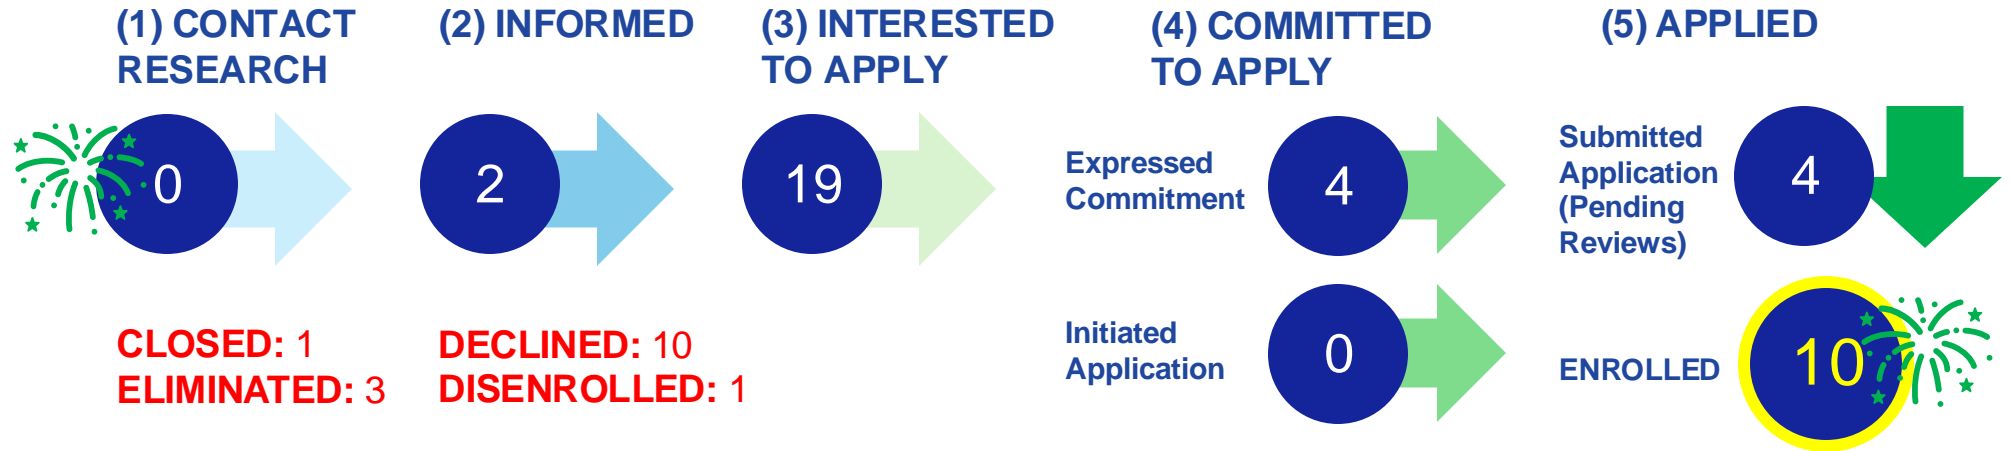 (1) CONTACT
RESEARCH
0
CLOSED: 1
ELIMINATED: 3
(2) INFORMED
2
DECLINED: 10
DISENROLLED: 1
(3) INTERESTED
TO APPLY
19
(4) COMMITTED
TO APPLY
Expressed
Commitment
4
Initiated
Application
0
(5) APPLIED
Submitted
Application
(Pending
Reviews)
4
ENROLLED
10